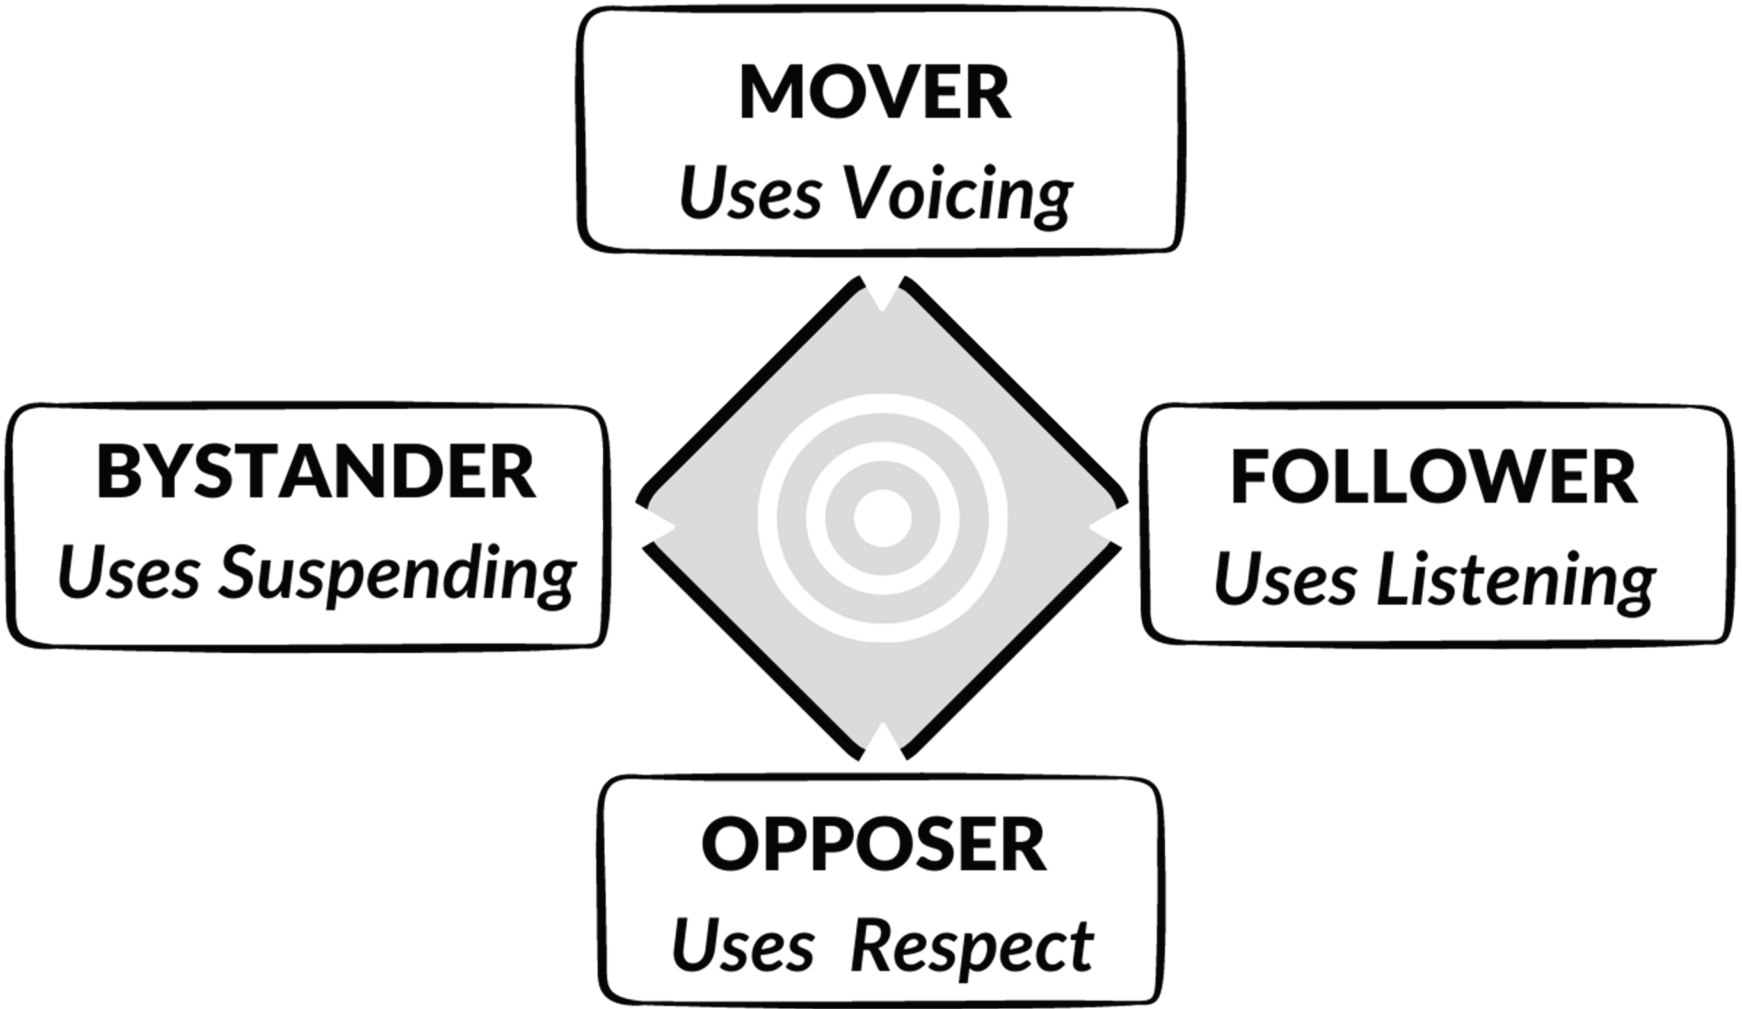 MOVER
Uses Voicing
BYSTANDER
Uses Suspending
FOLLOWER
Uses Listening
OPPOSER
Uses Respect